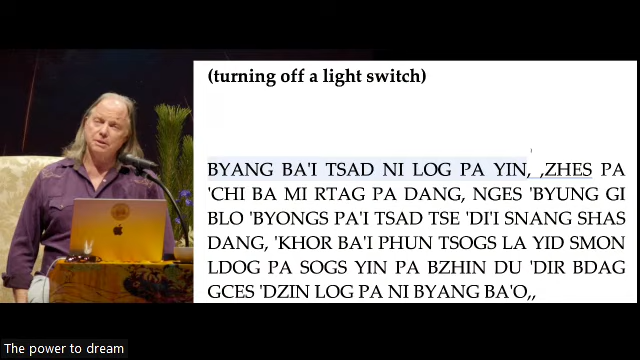 (turning off a light switch)
BYANG BA'I TSAD NI LOG PA YIN, ,ZHES PA
'CHI BA MI RTAG PA DANG, NGES 'BYUNG GI
BLO 'BYONGS PA'I TSAD TSE 'DI'I SNANG SHAS
DANG, 'KHOR BA'I PHUN TSOGS LA YID SMON
LDOG PA SOGS YIN PA BZHIN DU 'DIR BDAG
GCES 'DZIN LOG PA NI BYANG BA'O,,
The power to dream